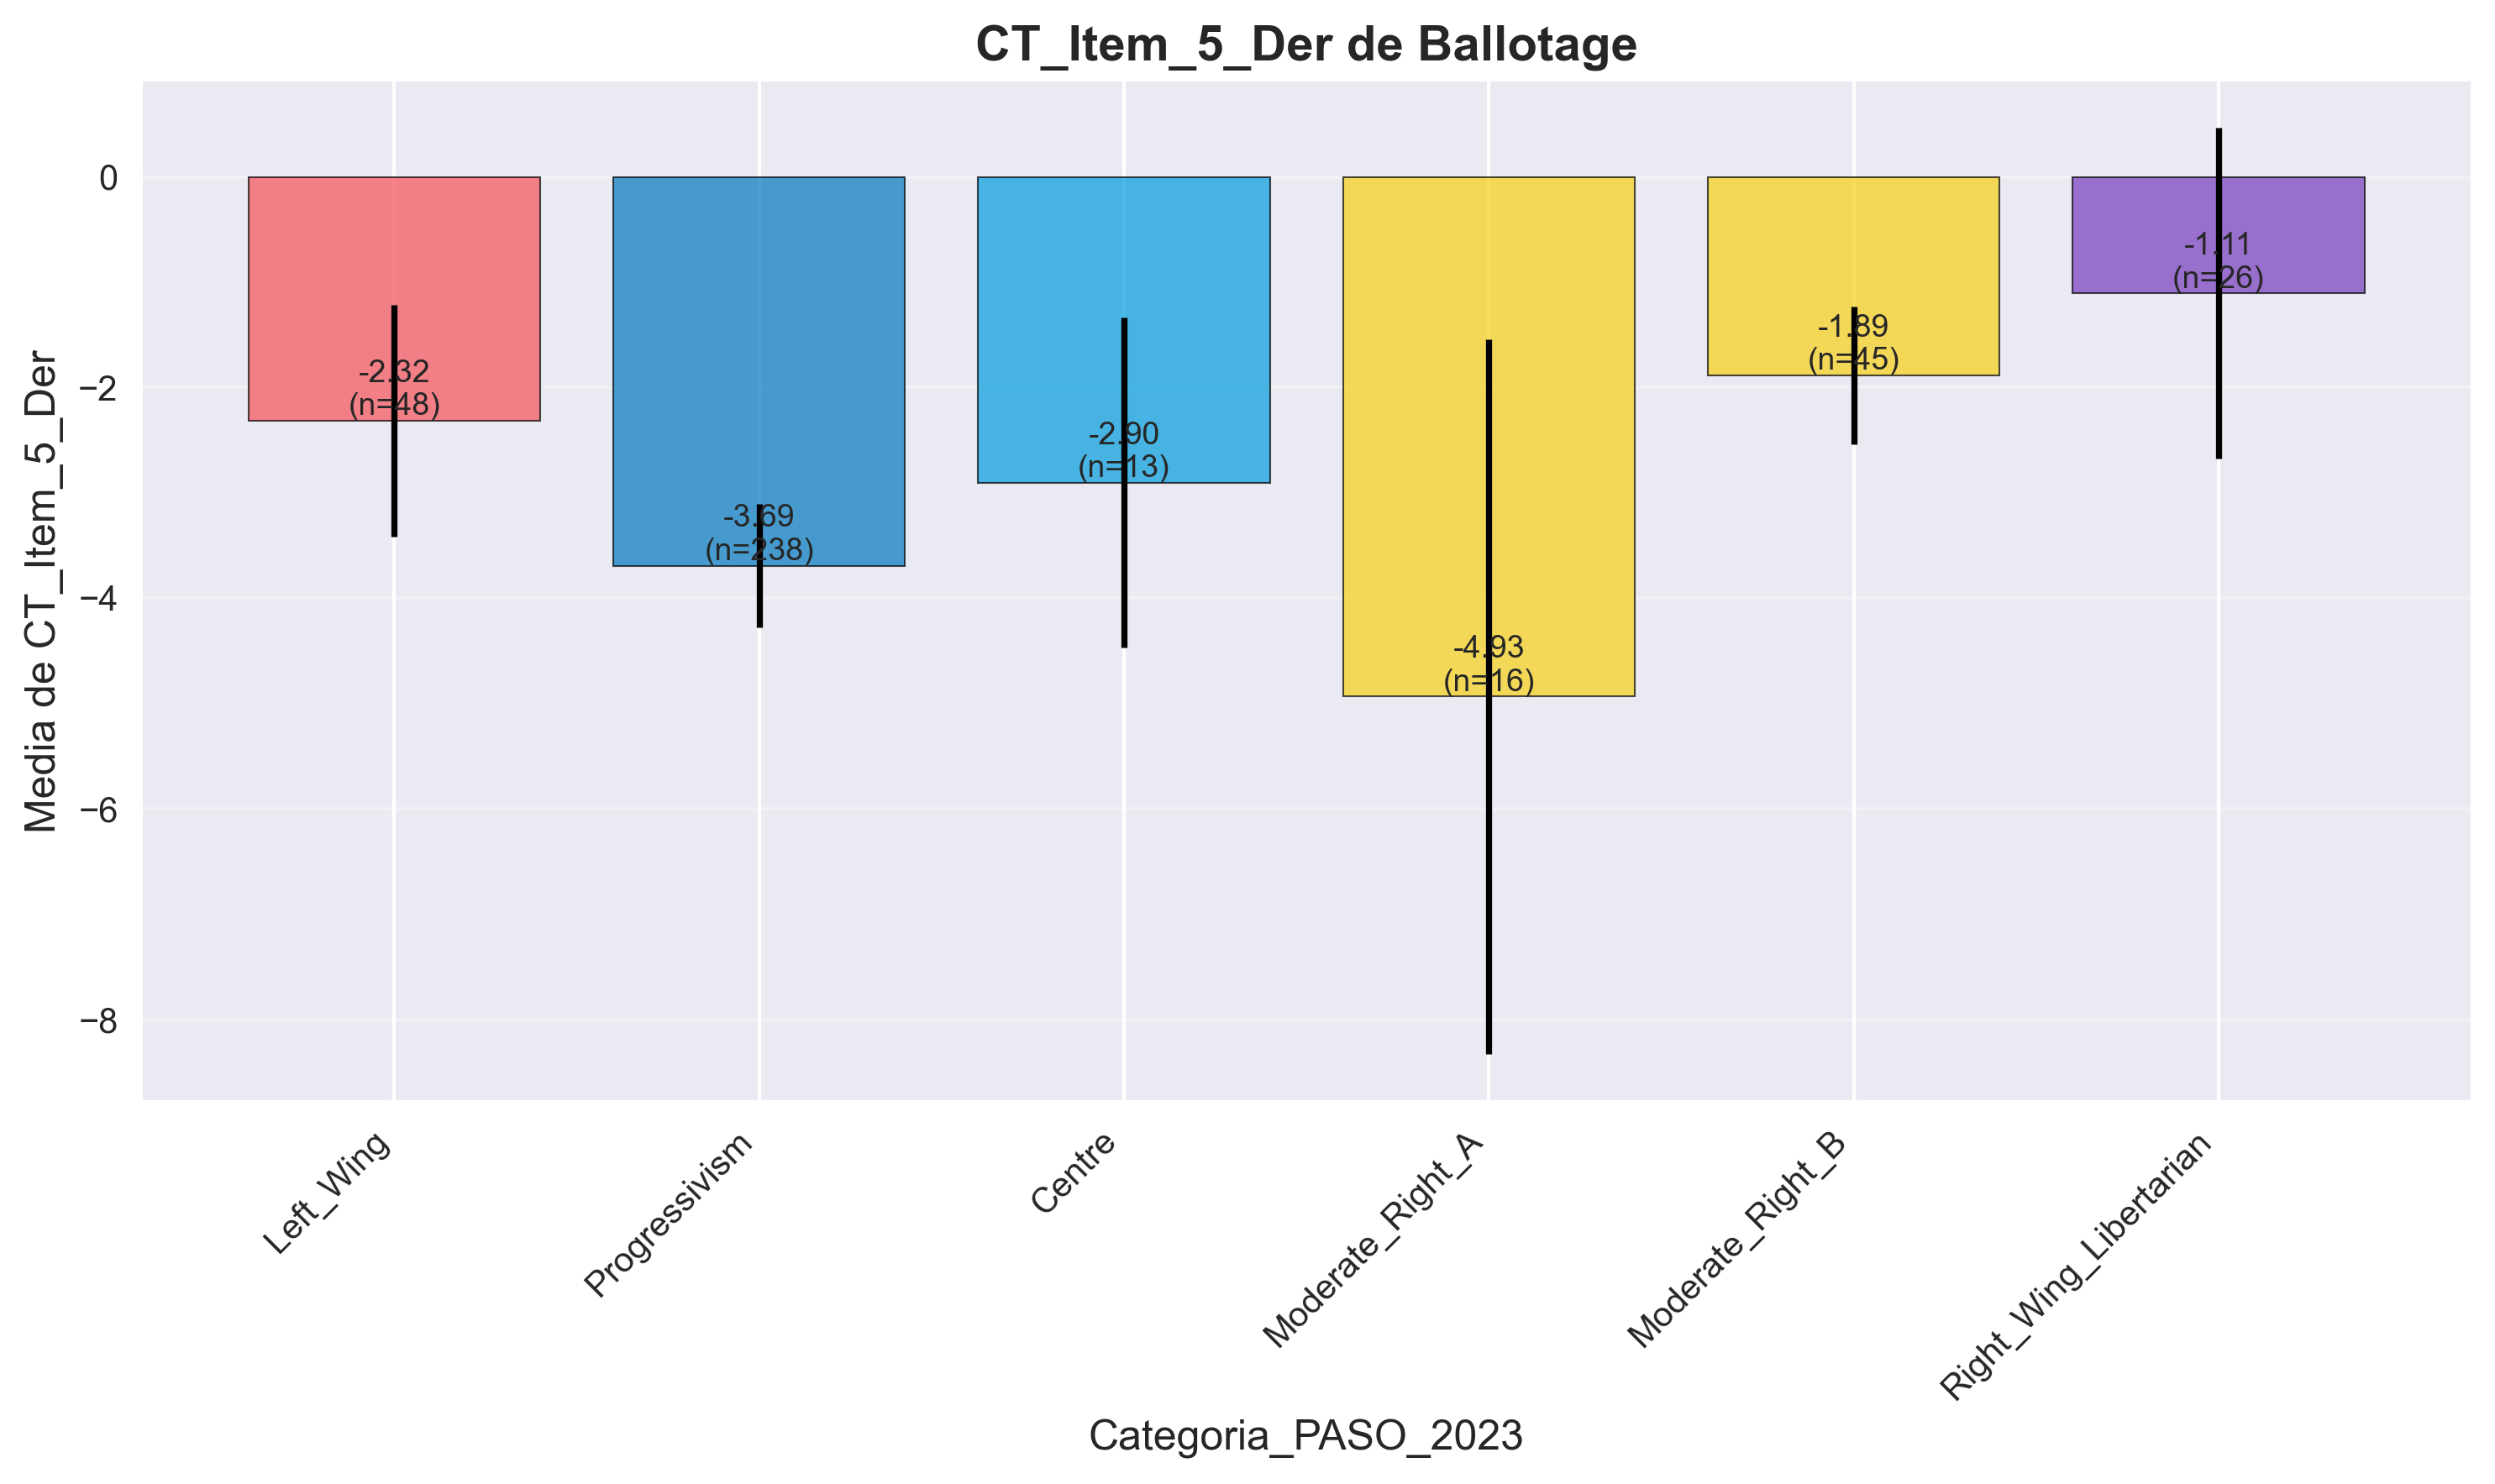 CT_Item_5_Der de Ballotage
Media de CT_Item_5_Der
0
−2
−4
−6
−8
-2.32
(n=48)
-3.69
(n=238)
-2.90
(n=13)
-4.93
(n=16)
-1.89
(n=45)
-1.11
(n=26)
Left_Wing
Progressivism
Centre
Moderate_Right_A
Moderate_Right_B
Right_Wing_Libertarian
Categoria_PASO_2023